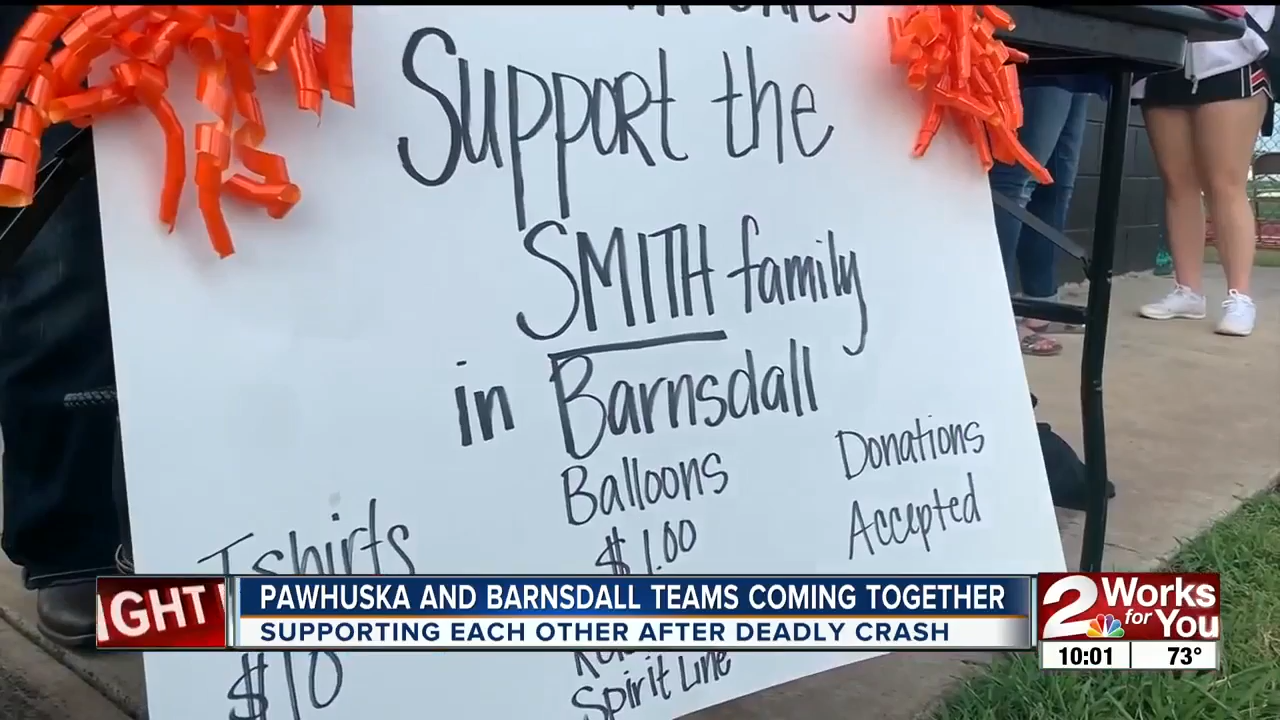 Support the
SMITH family
in Barnsdall
Balloons
$1.00
Donations
Accepted
Tshirts
$10
Spirit Line
IGHT
PAWHUSKA AND BARNSDALL TEAMS COMING TOGETHER
SUPPORTING EACH OTHER AFTER DEADLY CRASH
2 Works
for You
10:01 73°